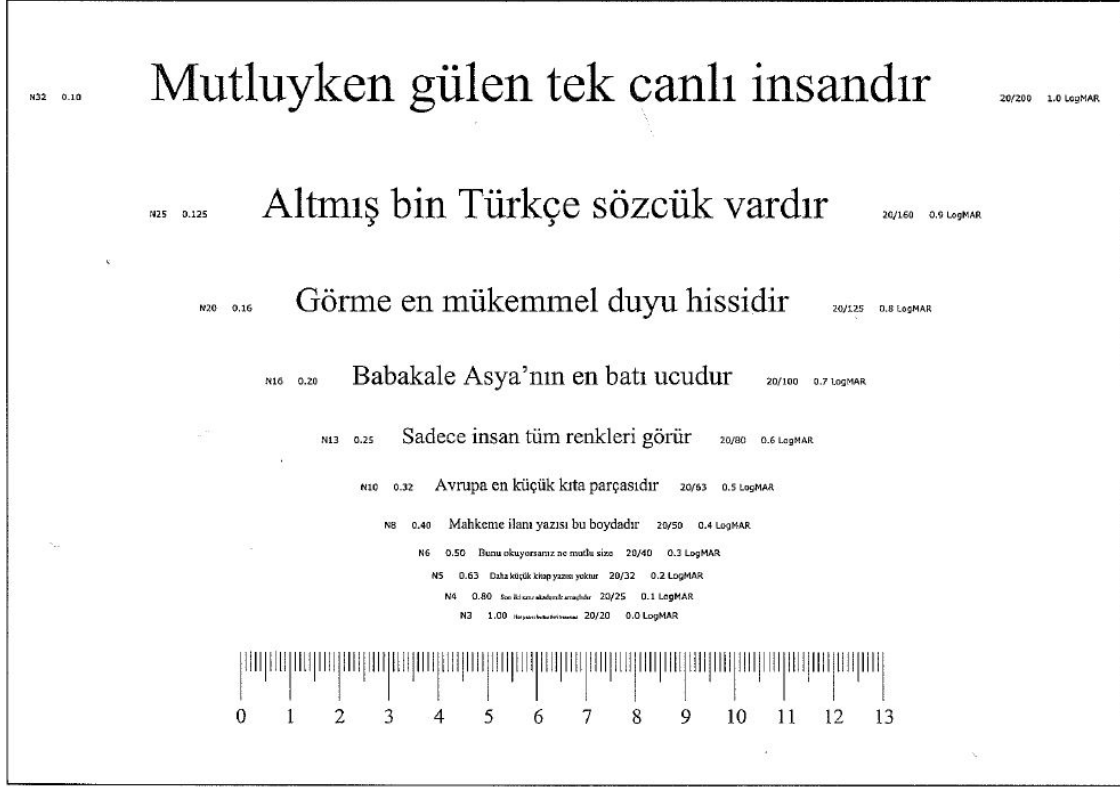 N32 0.10 Mutluyken gülen tek canlı insandır 20/200 1.0 LogMAR
N25 0.125 Altmış bin Türkçe sözcük vardır 20/160 0.9 LogMAR
N20 0.16 Görme en mükemmel duyu hissidir 20/125 0.8 LogMAR
N16 0.20 Babakale Asya’nın en batı ucudur 20/100 0.7 LogMAR
N13 0.25 Sadece insan tüm renkleri görür 20/80 0.6 LogMAR
N10 0.32 Avrupa en küçük kıta parçasıdır 20/63 0.5 LogMAR
N8 0.40 Mahkeme ilanı yazısı bu boydadır 20/50 0.4 LogMAR
N6 0.50 Bunu okuyorsanız ne mutlu size 20/40 0.3 LogMAR
N5 0.63 Daha küçük kitap yazısı yoktur 20/32 0.2 LogMAR
N4 0.80 Son iki satır akademik amaçlıdır 20/25 0.1 LogMAR
N3 1.00 20/20 0.0 LogMAR
0 1 2 3 4 5 6 7 8 9 10 11 12 13